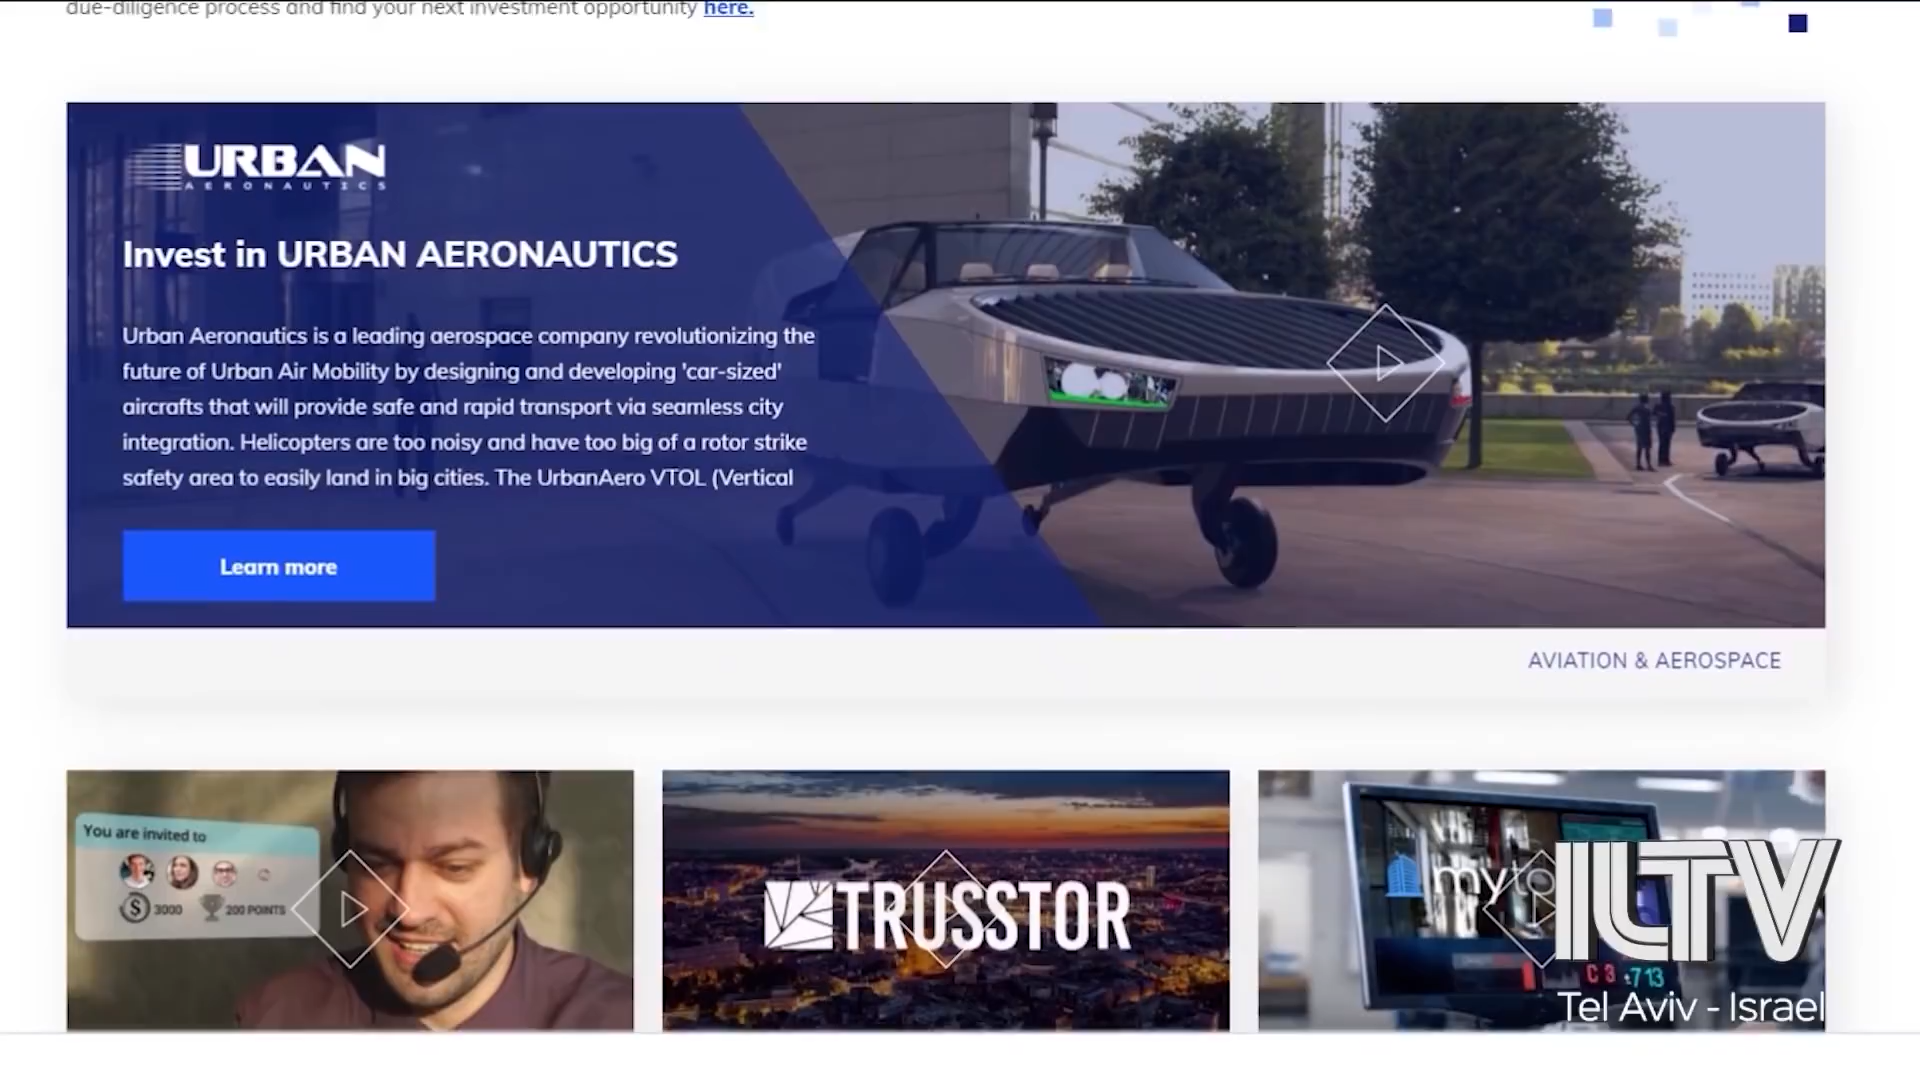 due-diligence process and find your next investment opportunity here.
URBAN
AERONAUTICS
Invest in URBAN AERONAUTICS
Urban Aeronautics is a leading aerospace company revolutionizing the
future of Urban Air Mobility by designing and developing 'car-sized'
aircrafts that will provide safe and rapid transport via seamless city
integration. Helicopters are too noisy and have too big of a rotor strike
safety area to easily land in big cities. The UrbanAero VTOL (Vertical
Learn more
AVIATION & AEROSPACE
You are invited to
$ 3000
200 POINTS
TRUSSTOR
ILTV
Tel Aviv - Israel